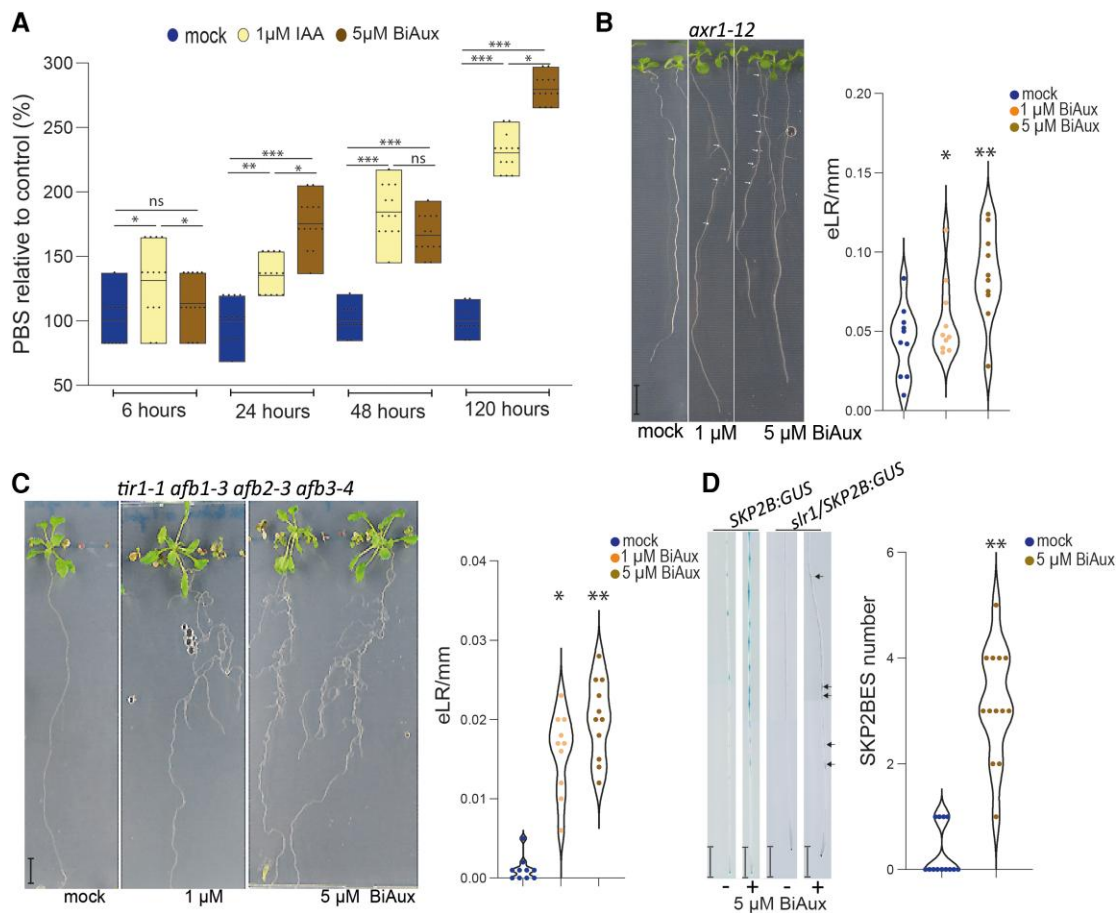 A
mock 1μM IAA 5μM BiAux
PBS relative to control (%)
300
250
200
150
100
50
ns
*
*
***
**
*
***
***
ns
***
***
*
6 hours
24 hours
48 hours
120 hours
B
axr1-12
mock
1 μM
5 μM BiAux
mock
1 μM BiAux
5 μM BiAux
eLR/mm
0.20
0.15
0.10
0.05
0.00
*
**
C
tir1-1 afb1-3 afb2-3 afb3-4
mock
1 μM
5 μM BiAux
mock
1 μM BiAux
5 μM BiAux
eLR/mm
0.04
0.03
0.02
0.01
0.00
*
**
D
SKP2B:GUS
slr1/SKP2B:GUS
- + - +
5 μM BiAux
mock
5 μM BiAux
SKP2BES number
6
4
2
0
**